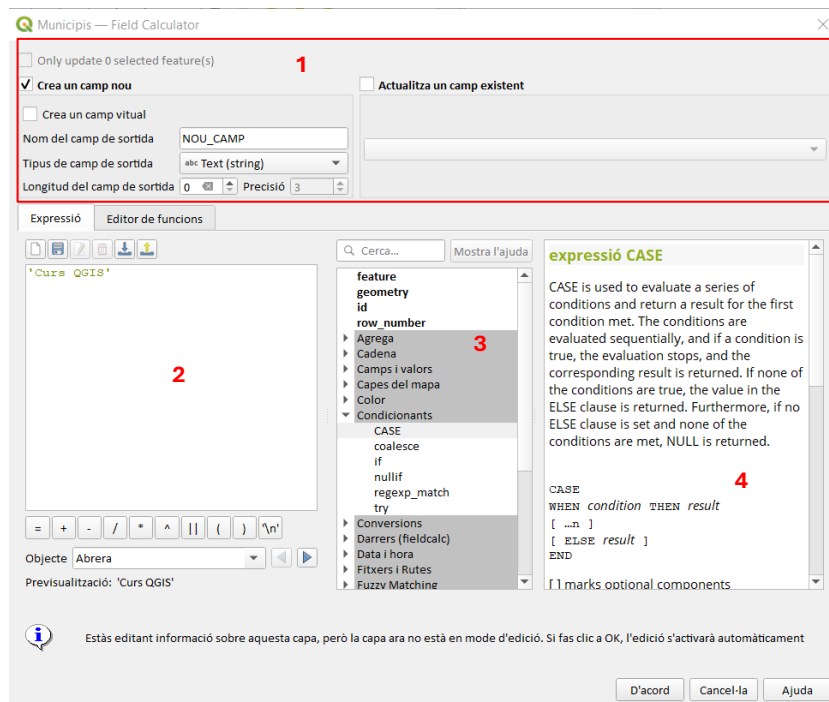 Municipis — Field Calculator
Only update 0 selected feature(s)
1
Crea un camp nou
Actualitza un camp existent
Crea un camp vitual
Nom del camp de sortida NOU_CAMP
Tipus de camp de sortida abc Text (string)
Longitud del camp de sortida 0 Precisió 3
Expressió Editor de funcions
'Curs QGIS'
2
= + - / * ^ || ( ) '\n'
Objecte Abrera
Previsualització: 'Curs QGIS'
Cerca... Mostra l'ajuda
feature
geometry
id
row_number
Agrega
3
Cadena
Camps i valors
Capes del mapa
Color
Condicionants
CASE
coalesce
if
nullif
regexp_match
try
Conversions
Darrers (fieldcalc)
Data i hora
Fitxers i Rutes
Fuzzy Matching
expressió CASE
CASE is used to evaluate a series of
conditions and return a result for the first
condition met. The conditions are
evaluated sequentially, and if a condition is
true, the evaluation stops, and the
corresponding result is returned. If none of
the conditions are true, the value in the
ELSE clause is returned. Furthermore, if no
ELSE clause is set and none of the
conditions are met, NULL is returned.
4
CASE
WHEN condition THEN result
[ …n ]
[ ELSE result ]
END
[ ] marks optional components
Estàs editant informació sobre aquesta capa, però la capa ara no està en mode d'edició. Si fas clic a OK, l'edició s'activarà automàticament
D'acord Cancel·la Ajuda